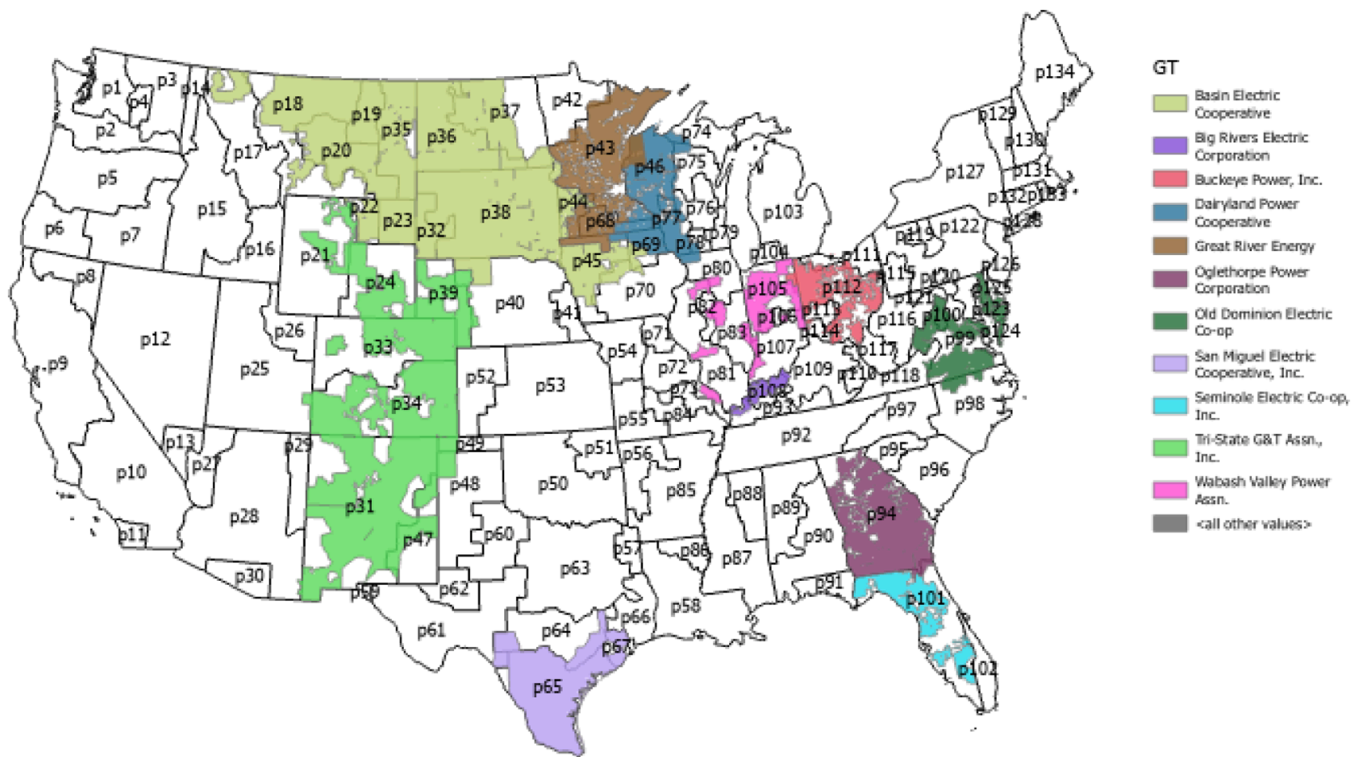 p134
p3
p1
p14
p4
p42
p37
p18
p19
p129
p2
p35
p36
p74
p130
p17
p20
p43
p75
p46
p127
p131
p5
p15
p22
p44
p76
p132
p133
p23
p38
p68
p77
p103
p128
p6
p7
p32
p79
p119
p122
p16
p21
p69
p78
p104
p111
p8
p45
p80
p115
p120
p126
p24
p39
p70
p105
p112
p125
p40
p41
p82
p121
p123
p26
p106
p113
p116
p100
p12
p71
p83
p114
p99
p124
p33
p54
p107
p117
p9
p25
p52
p53
p72
p81
p109
p110
p118
p73
p108
p34
p55
p84
p93
p97
p98
p92
p13
p29
p49
p51
p95
p27
p56
p10
p48
p50
p85
p88
p96
p31
p89
p94
p28
p11
p47
p60
p90
p57
p86
p87
p30
p63
p62
p59
p91
p101
p58
p66
p61
p64
p67
p102
p65
GT
Basin Electric
Cooperative
Big Rivers Electric
Corporation
Buckeye Power, Inc.
Dairyland Power
Cooperative
Great River Energy
Oglethorpe Power
Corporation
Old Dominion Electric
Co-op
San Miguel Electric
Cooperative, Inc.
Seminole Electric Co-op,
Inc.
Tri-State G&T Assn.,
Inc.
Wabash Valley Power
Assn.
<all other values>